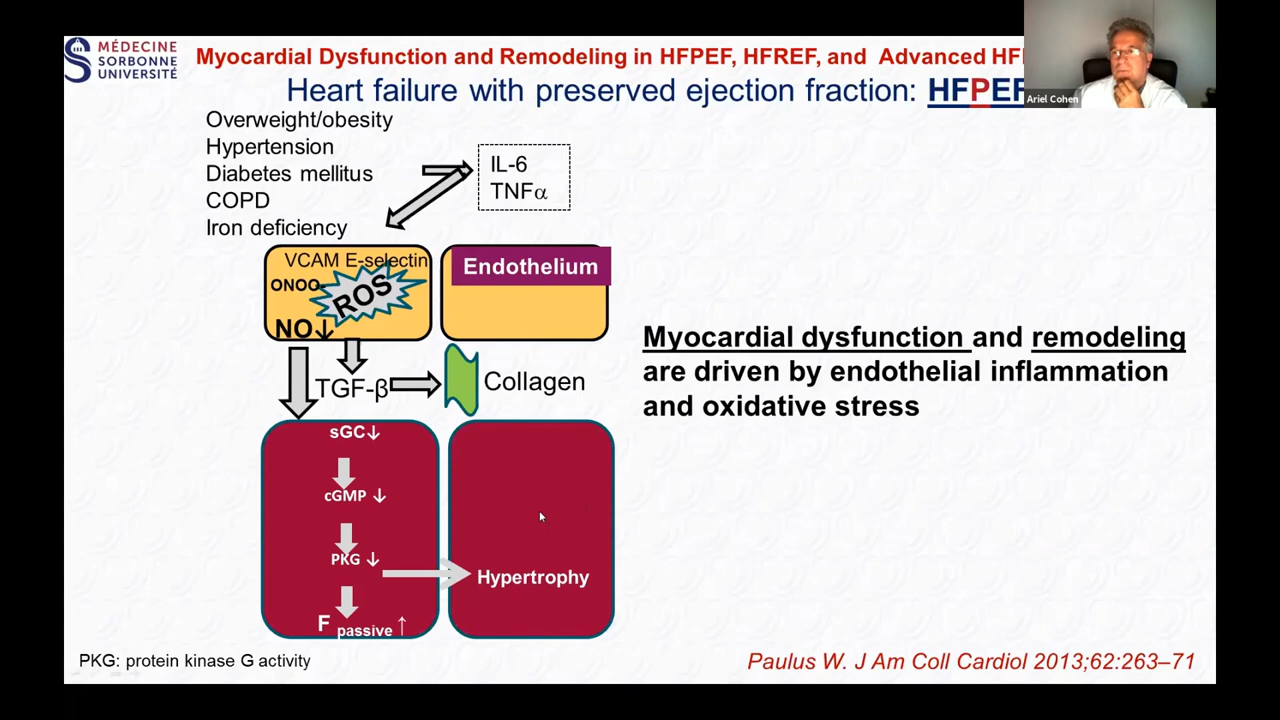 MÉDECINE
SORBONNE
UNIVERSITÉ
Myocardial Dysfunction and Remodeling in HFPEF, HFREF, and Advanced
Heart failure with preserved ejection fraction: HFPEF
Ariel Cohen
Overweight/obesity
Hypertension
Diabetes mellitus
COPD
Iron deficiency
IL-6
TNFα
VCAM E-selectin
ONOO-
ROS
NO↓
Endothelium
TGF-β
Collagen
Myocardial dysfunction and remodeling
are driven by endothelial inflammation
and oxidative stress
sGC↓
cGMP ↓
PKG ↓
Hypertrophy
F passive ↑
PKG: protein kinase G activity
Paulus W. J Am Coll Cardiol 2013;62:263–71